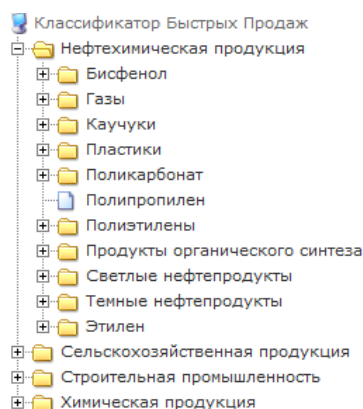 Классификатор Быстрых Продаж
Нефтехимическая продукция
Бисфенол
Газы
Каучуки
Пластики
Поликарбонат
Полипропилен
Полиэтилены
Продукты органического синтеза
Светлые нефтепродукты
Темные нефтепродукты
Этилен
Сельскохозяйственная продукция
Строительная промышленность
Химическая продукция